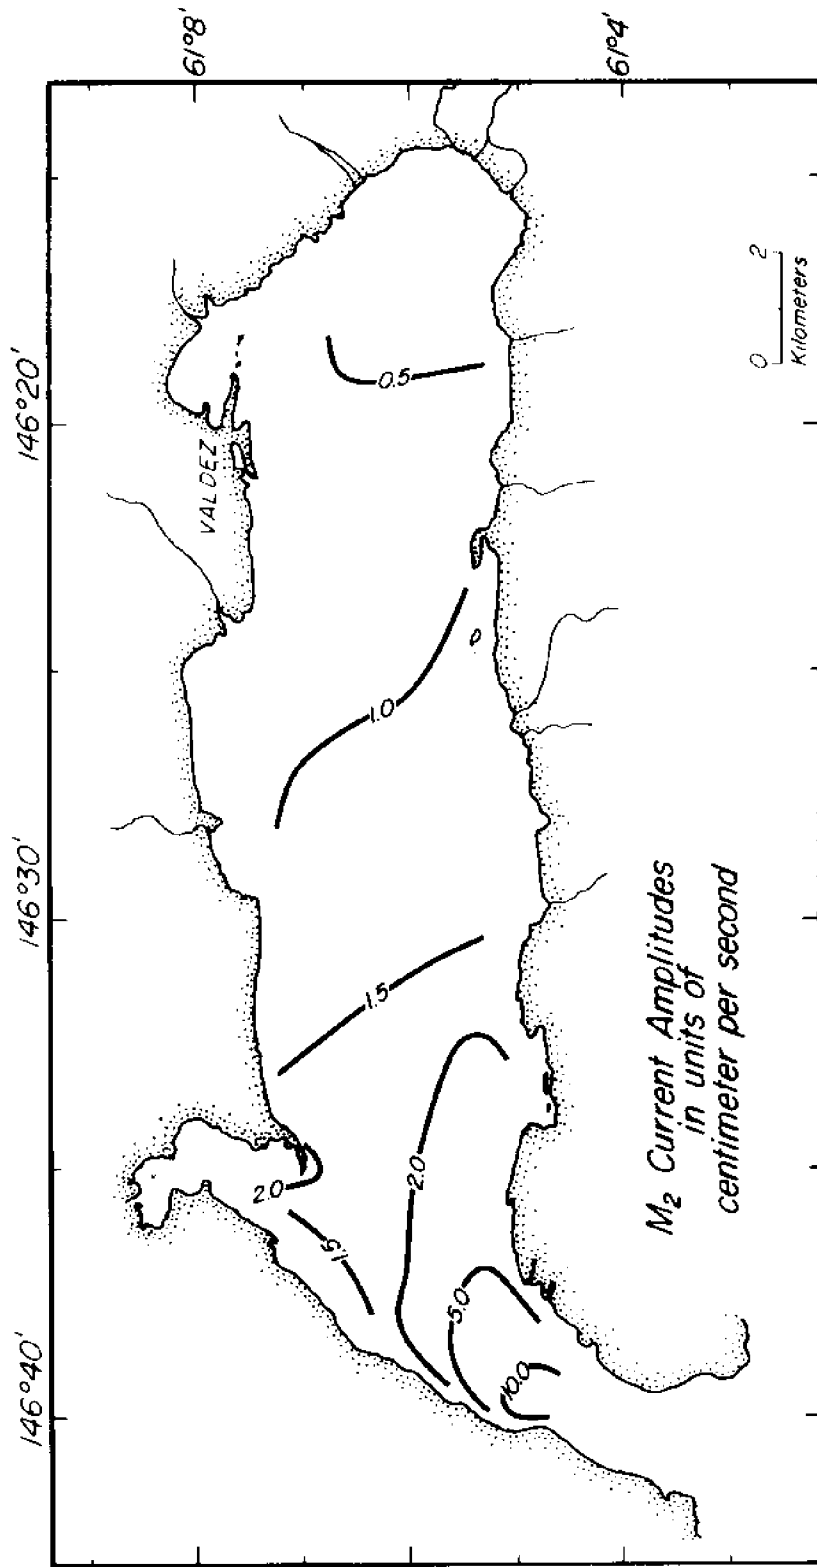 146°40'
146°30'
146°20'
61°8'
61°4'
VALDEZ
0.5
1.0
1.5
2.0
2.0
1.5
5.0
10.0
M₂ Current Amplitudes
in units of
centimeter per second
0 2
Kilometers